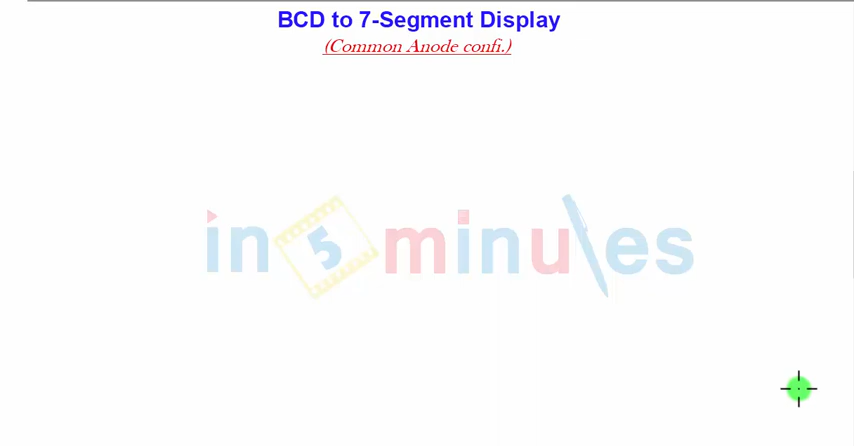 BCD to 7-Segment Display
(Common Anode confi.)
in 5 minutes